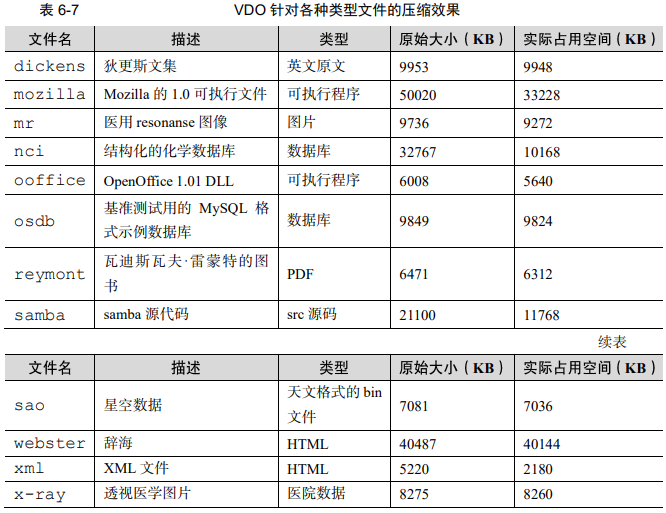 表 6-7 VDO 针对各种类型文件的压缩效果
文件名 描述 类型 原始大小（KB） 实际占用空间（KB）
dickens 狄更斯文集 英文原文 9953 9948
mozilla Mozilla 的 1.0 可执行文件 可执行程序 50020 33228
mr 医用 resonanse 图像 图片 9736 9272
nci 结构化的化学数据库 数据库 32767 10168
ooffice OpenOffice 1.01 DLL 可执行程序 6008 5640
osdb 基准测试用的 MySQL 格 数据库 9849 9824
式示例数据库
reymont 瓦迪斯瓦夫·雷蒙特的图 PDF 6471 6312
书
samba samba 源代码 src 源码 21100 11768
续表
文件名 描述 类型 原始大小（KB） 实际占用空间（KB）
sao 星空数据 天文格式的 bin 7081 7036
文件
webster 辞海 HTML 40487 40144
xml XML 文件 HTML 5220 2180
x-ray 透视医学图片 医院数据 8275 8260